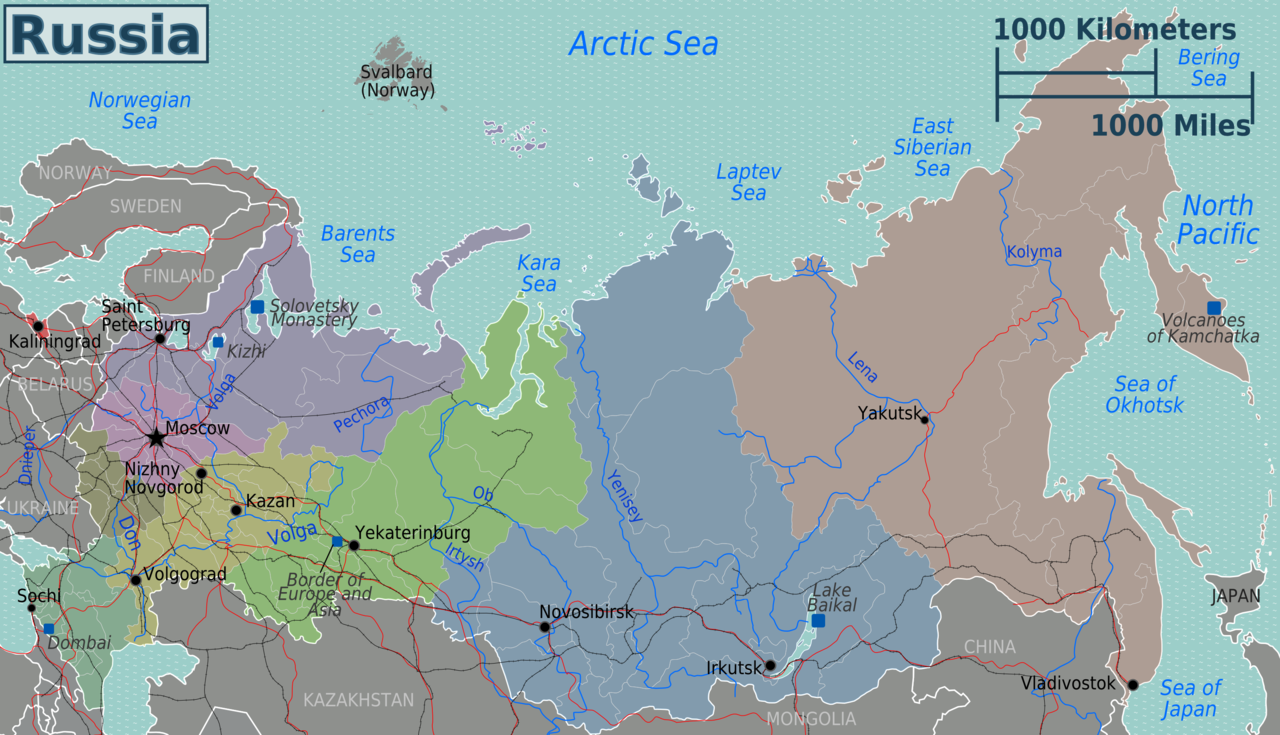 Russia
1000 Kilometers
Arctic Sea
Bering
Sea
Svalbard
(Norway)
Norwegian
Sea
1000 Miles
East
Siberian
Sea
Laptev
Sea
NORWAY
SWEDEN
North
Pacific
Barents
Sea
Kolyma
Kara
Sea
FINLAND
Solovetsky
Monastery
Saint
Petersburg
Volcanoes
of Kamchatka
Kaliningrad
Kizhi
Lena
BELARUS
Volga
Sea of
Okhotsk
Pechora
Yakutsk
Moscow
Dnieper
Nizhny
Novgorod
Ob
Yenisey
Kazan
UKRAINE
Don
Volga
Yekaterinburg
Irtysh
Volgograd
Border of
Europe and
Asia
Lake
Baikal
Sochi
JAPAN
Novosibirsk
Dombai
CHINA
Irkutsk
Vladivostok
Sea of
Japan
KAZAKHSTAN
MONGOLIA